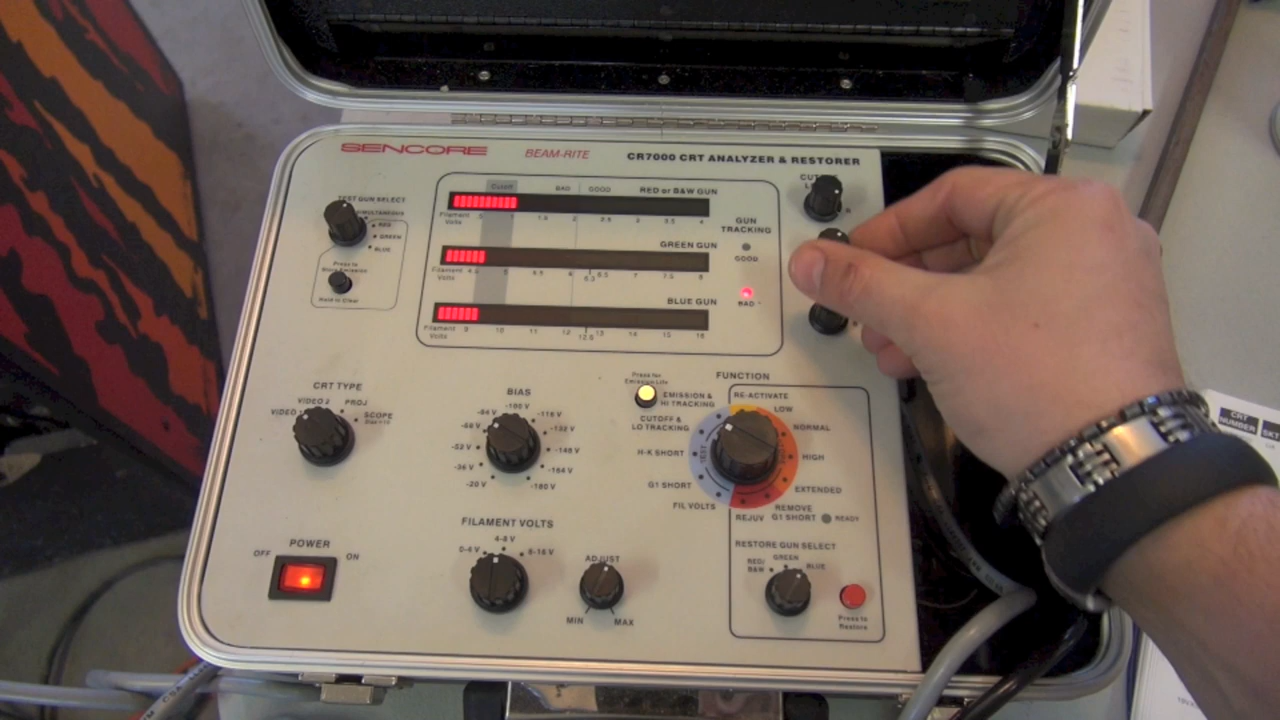 SENCORE BEAM-RITE CR7000 CRT ANALYZER & RESTORER
TEST GUN SELECT
SIMULTANEOUS
RED
GREEN
BLUE
Press to
Store Emission
Hold to Clear
Cutoff BAD GOOD RED or B&W GUN
Filament
Volts
.5 1 1.5 2 2.5 3 3.5 4
GREEN GUN
Filament
Volts
4.5 5 5.5 6 6.3 6.5 7 7.5 8
BLUE GUN
Filament
Volts
9 10 11 12 12.6 13 14 15 16
GUN
TRACKING
GOOD
BAD
CRT TYPE
VIDEO 1
VIDEO 2
PROJ
SCOPE
BIAS
-20 V
-36 V
-52 V
-68 V
-84 V
-100 V
-116 V
-132 V
-148 V
-164 V
-180 V
Press for
Emission Life
FUNCTION
EMISSION &
HI TRACKING
CUTOFF &
LO TRACKING
H-K SHORT
G1 SHORT
FIL VOLTS
TEST
RE-ACTIVATE
LOW
NORMAL
HIGH
EXTENDED
REMOVE
G1 SHORT
REJUV
READY
RESTORE GUN SELECT
RED/
B&W
GREEN
BLUE
Press to
Restore
POWER
OFF
ON
FILAMENT VOLTS
0-4 V
4-8 V
8-16 V
ADJUST
MIN
MAX
R
CRT
NUMBER
SKT